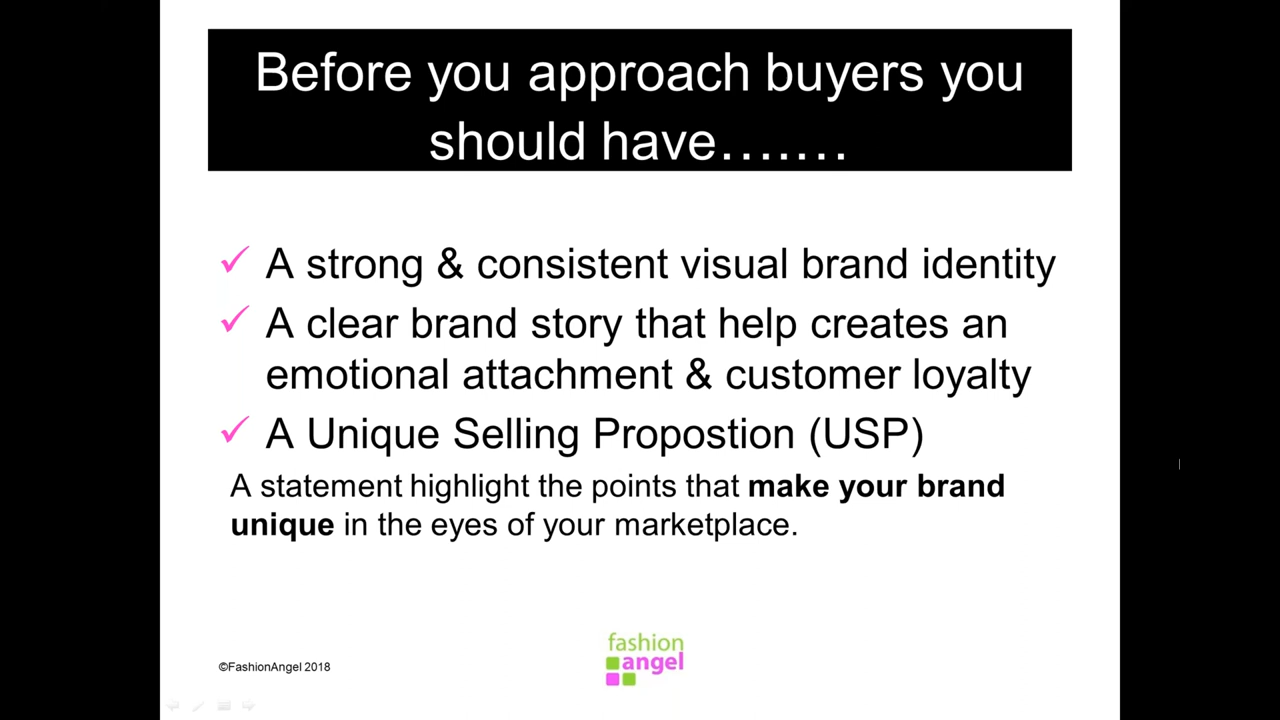 Before you approach buyers you
should have…….
A strong & consistent visual brand identity
A clear brand story that help creates an
emotional attachment & customer loyalty
A Unique Selling Propostion (USP)
A statement highlight the points that make your brand
unique in the eyes of your marketplace.
©FashionAngel 2018
fashion
angel